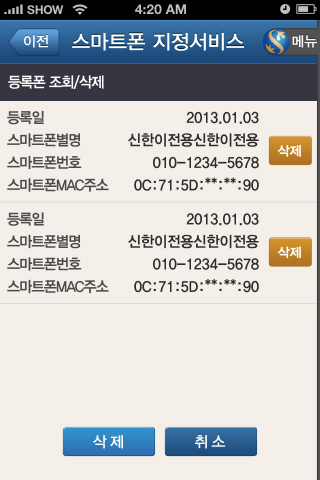 SHOW 4:20 AM
이전 스마트폰 지정서비스 메뉴
등록폰 조회/삭제
등록일 2013.01.03
스마트폰별명 신한이전용신한이전용
삭제
스마트폰번호 010-1234-5678
스마트폰MAC주소 0C:71:5D:**:**:90
등록일 2013.01.03
스마트폰별명 신한이전용신한이전용
삭제
스마트폰번호 010-1234-5678
스마트폰MAC주소 0C:71:5D:**:**:90
삭 제 취 소